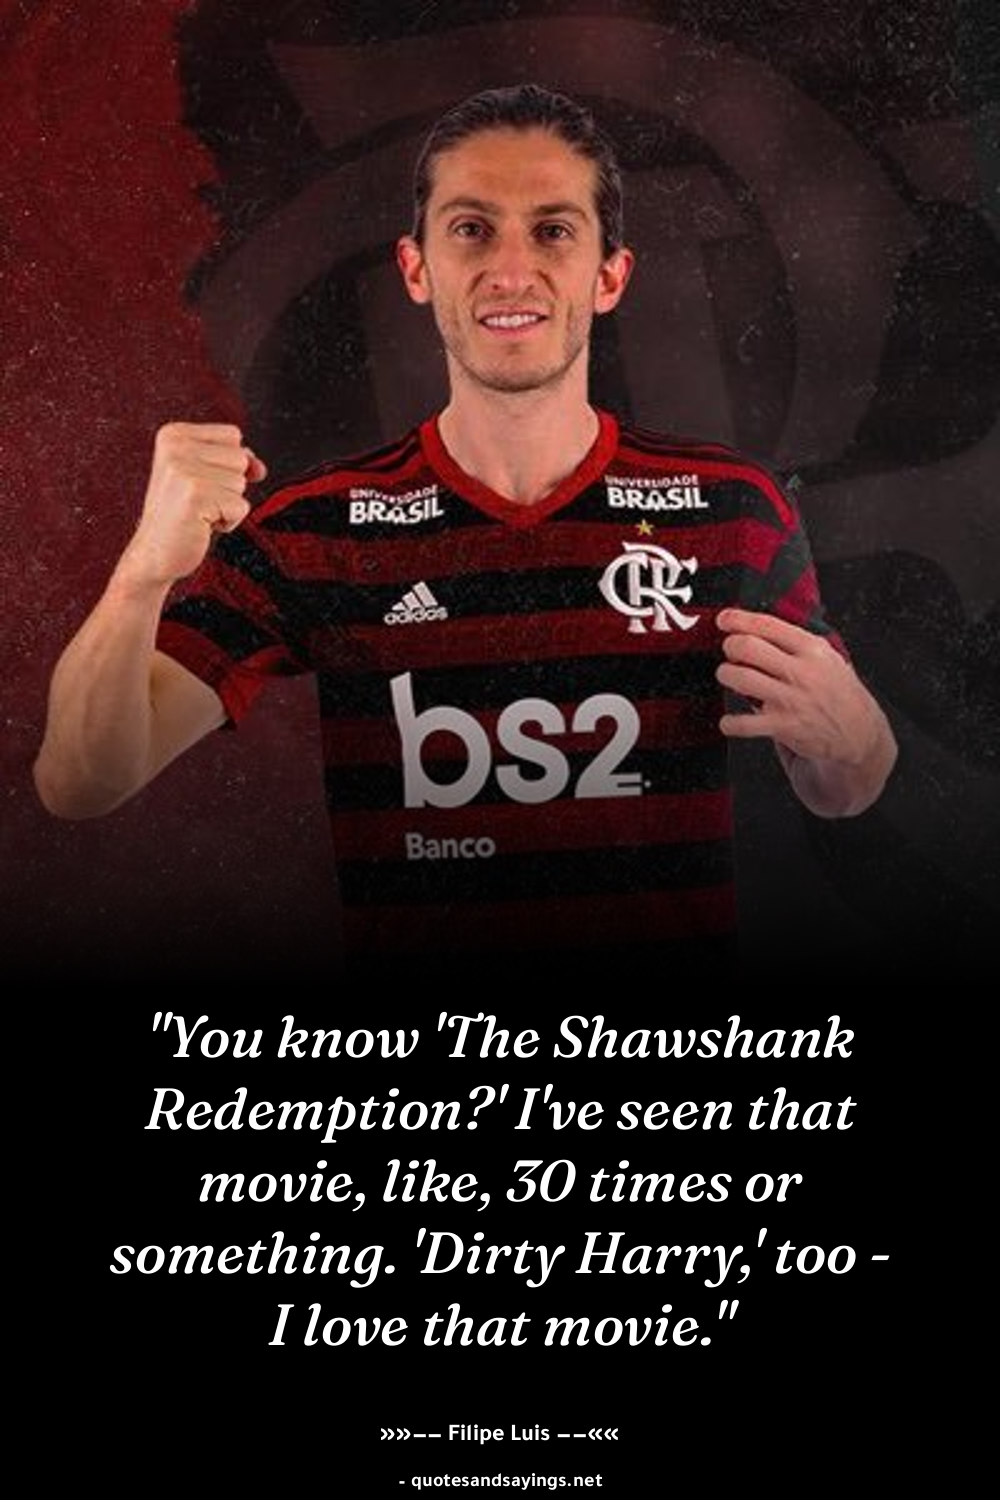 UNIVERSIDADE
BRASIL
UNIVERSIDADE
BRASIL
adidas
CRF
bs2.
Banco
"You know 'The Shawshank
Redemption?' I've seen that
movie, like, 30 times or
something. 'Dirty Harry,' too -
I love that movie."
»»–– Filipe Luis ––««
- quotesandsayings.net